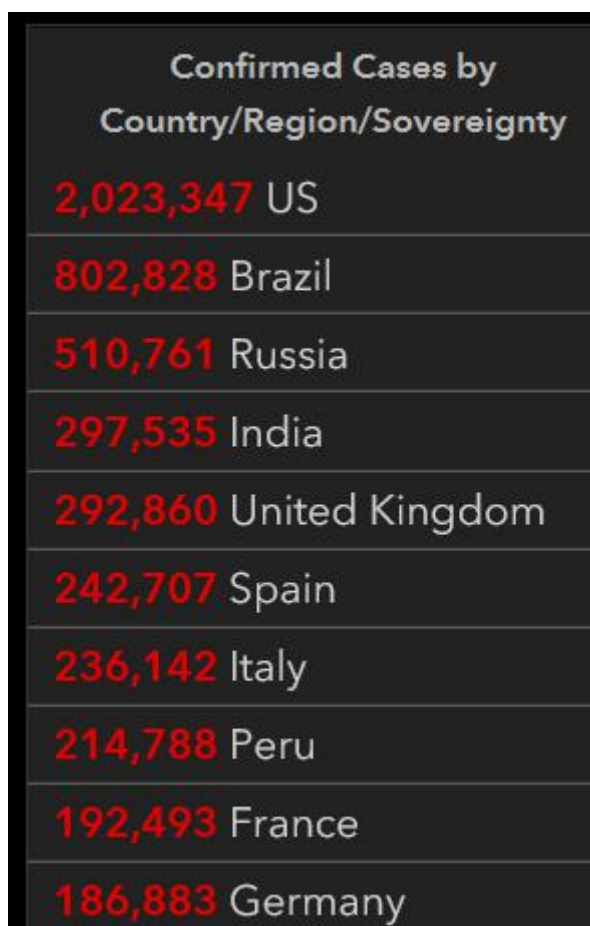 Confirmed Cases by
Country/Region/Sovereignty
2,023,347 US
802,828 Brazil
510,761 Russia
297,535 India
292,860 United Kingdom
242,707 Spain
236,142 Italy
214,788 Peru
192,493 France
186,883 Germany